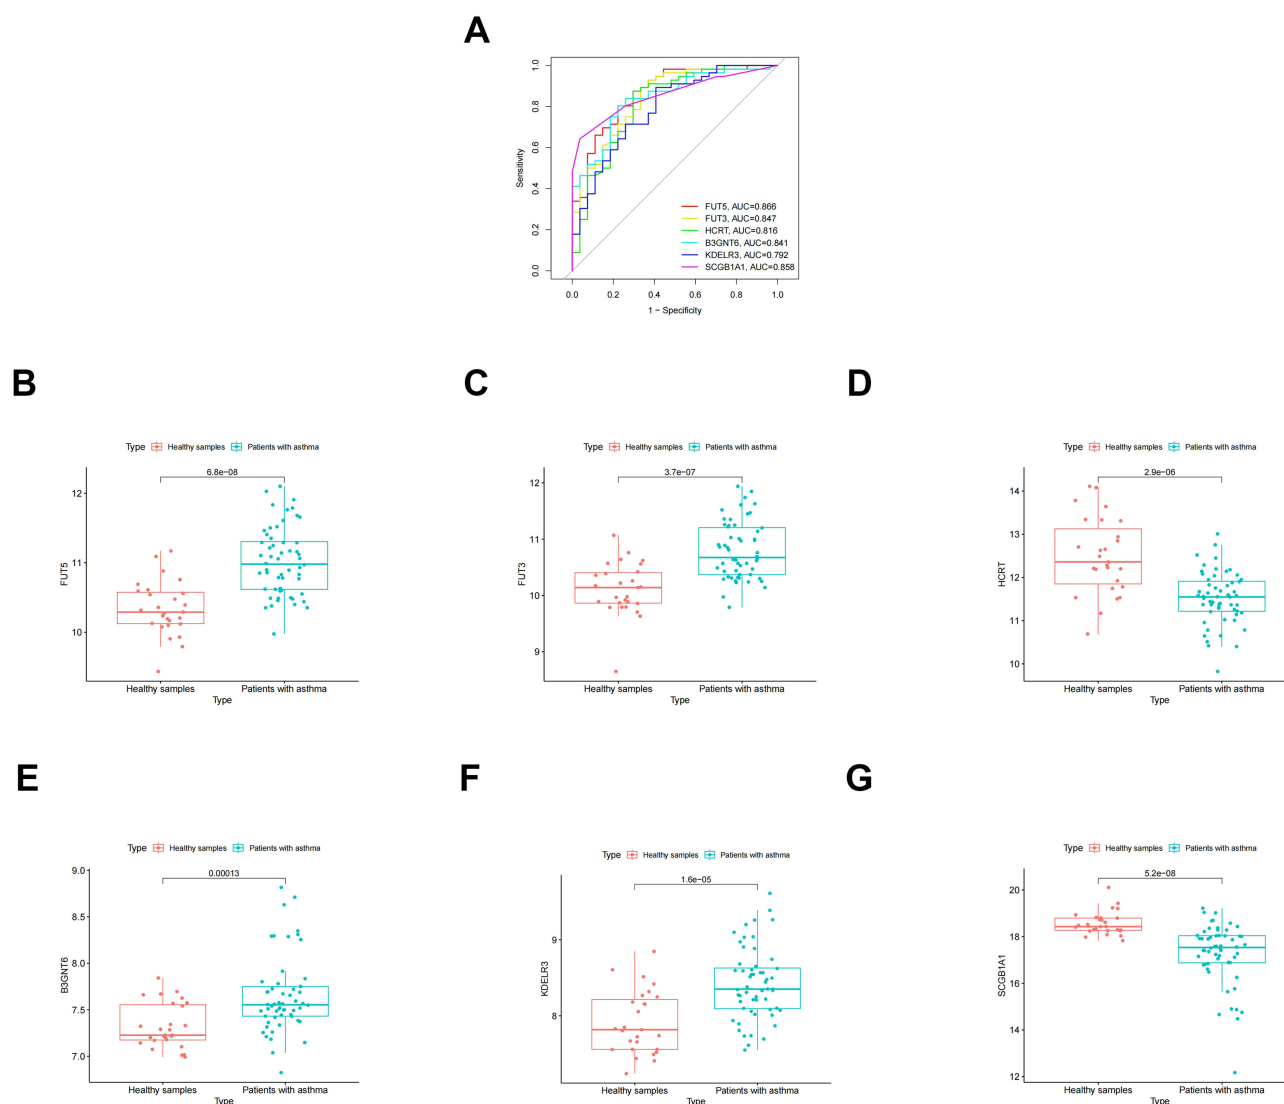 A
Sensitivity
1.0
0.8
0.6
0.4
0.2
0.0
FUT5, AUC=0.866
FUT3, AUC=0.847
HCRT, AUC=0.816
B3GNT6, AUC=0.841
KDELR3, AUC=0.792
SCGB1A1, AUC=0.858
0.0 0.2 0.4 0.6 0.8 1.0
1 − Specificity
B
Type Healthy samples Patients with asthma
6.8e−08
FUT5
12
11
10
Healthy samples Patients with asthma
Type
C
Type Healthy samples Patients with asthma
3.7e−07
FUT3
12
11
10
9
Healthy samples Patients with asthma
Type
D
Type Healthy samples Patients with asthma
2.9e−06
HCRT
14
13
12
11
10
Healthy samples Patients with asthma
Type
E
Type Healthy samples Patients with asthma
0.00013
B3GNT6
9.0
8.5
8.0
7.5
7.0
Healthy samples Patients with asthma
Type
F
Type Healthy samples Patients with asthma
1.6e−05
KDELR3
9
8
Healthy samples Patients with asthma
Type
G
Type Healthy samples Patients with asthma
5.2e−08
SCGB1A1
20
18
16
14
12
Healthy samples Patients with asthma
Type